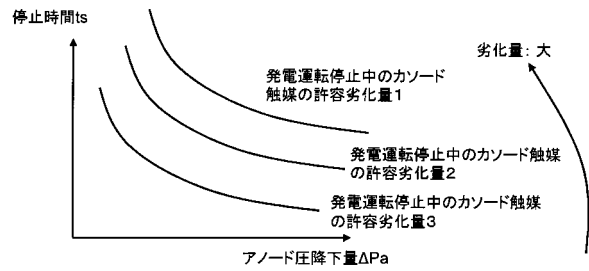 停止時間ts
発電運転停止中のカソード
触媒の許容劣化量1
劣化量：大
発電運転停止中のカソード触媒
の許容劣化量2
発電運転停止中のカソード触媒
の許容劣化量3
アノード圧降下量ΔPa